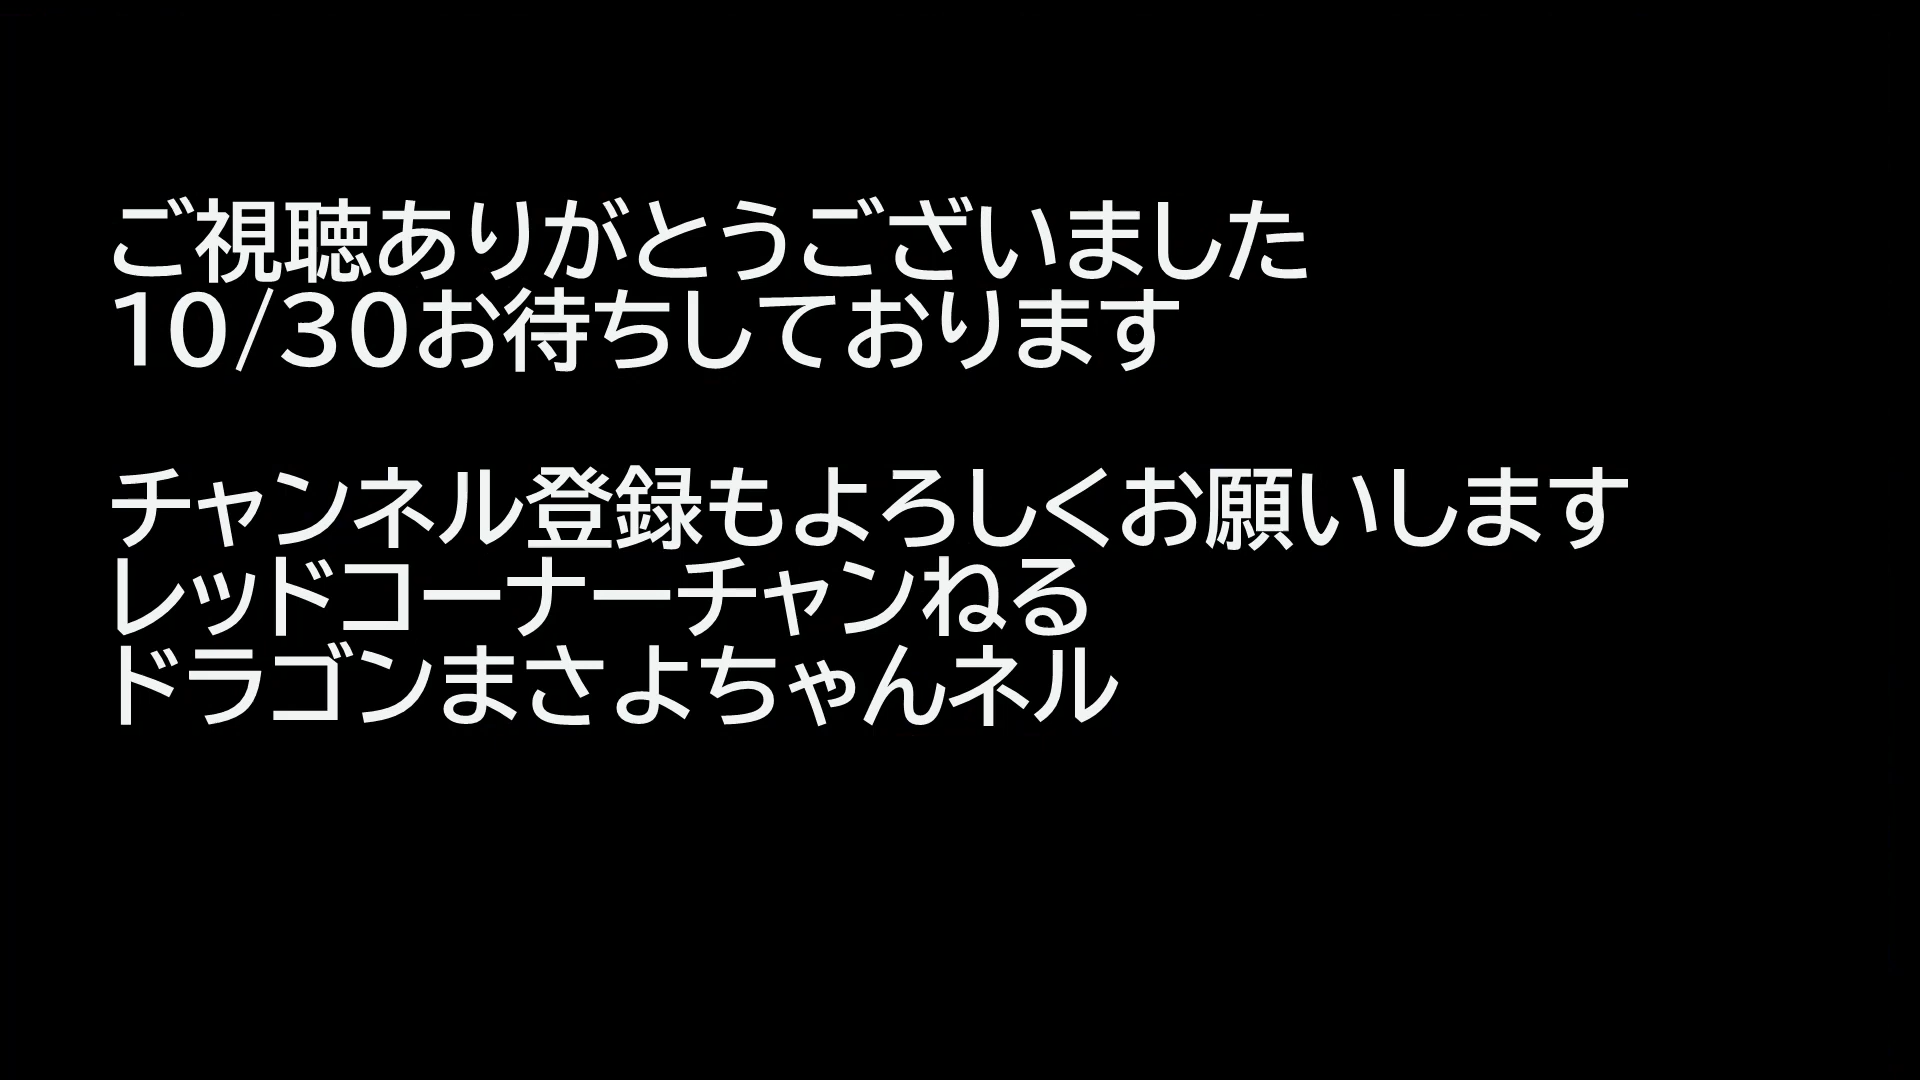 ご視聴ありがとうございました
10/30お待ちしております
チャンネル登録もよろしくお願いします
レッドコーナーチャンねる
ドラゴンまさよちゃんネル